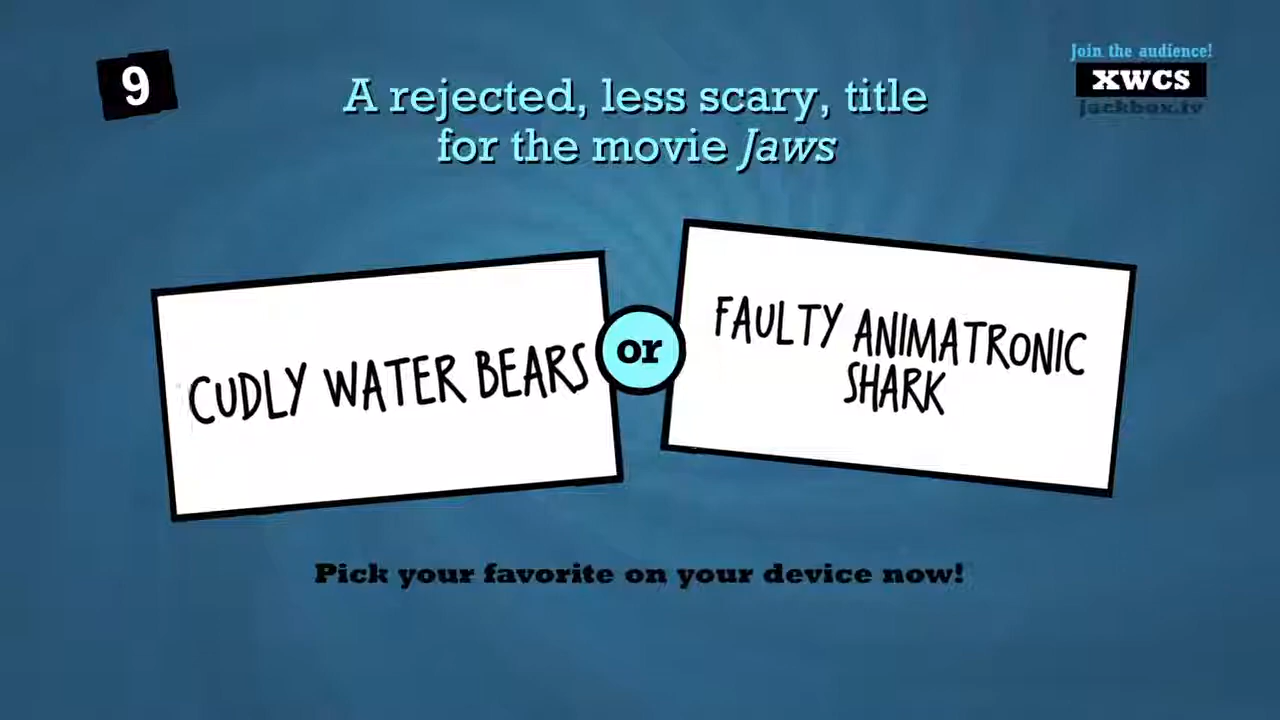 9
Join the audience!
XWCS
jackbox.tv
A rejected, less scary, title
for the movie Jaws
CUDLY WATER BEARS
or
FAULTY ANIMATRONIC
SHARK
Pick your favorite on your device now!